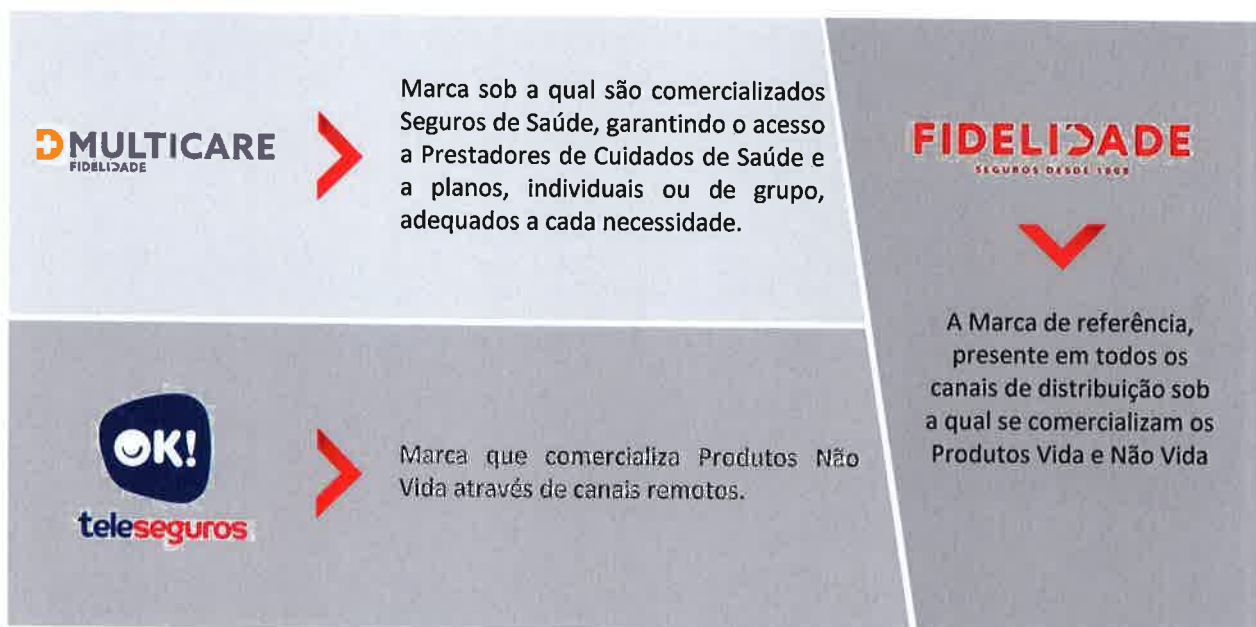 MULTICARE
FIDELIDADE
Marca sob a qual são comercializados
Seguros de Saúde, garantindo o acesso
a Prestadores de Cuidados de Saúde e
a planos, individuais ou de grupo,
adequados a cada necessidade.
OK!
teleseguros
Marca que comercializa Produtos Não
Vida através de canais remotos.
FIDELIDADE
SEGUROS DESDE 1808
A Marca de referência,
presente em todos os
canais de distribuição sob
a qual se comercializam os
Produtos Vida e Não Vida